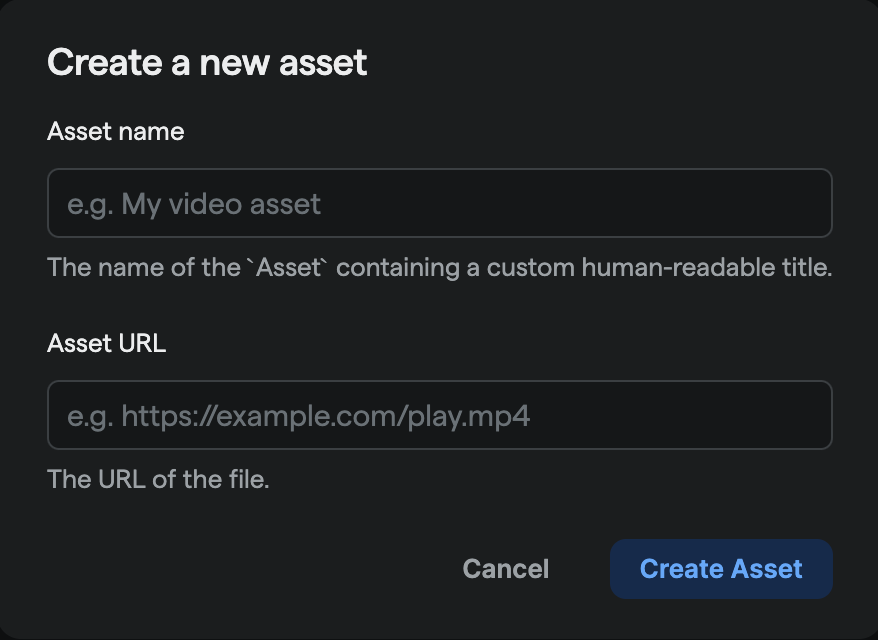 Create a new asset
Asset name
e.g. My video asset
The name of the `Asset` containing a custom human-readable title.
Asset URL
e.g. https://example.com/play.mp4
The URL of the file.
Cancel
Create Asset